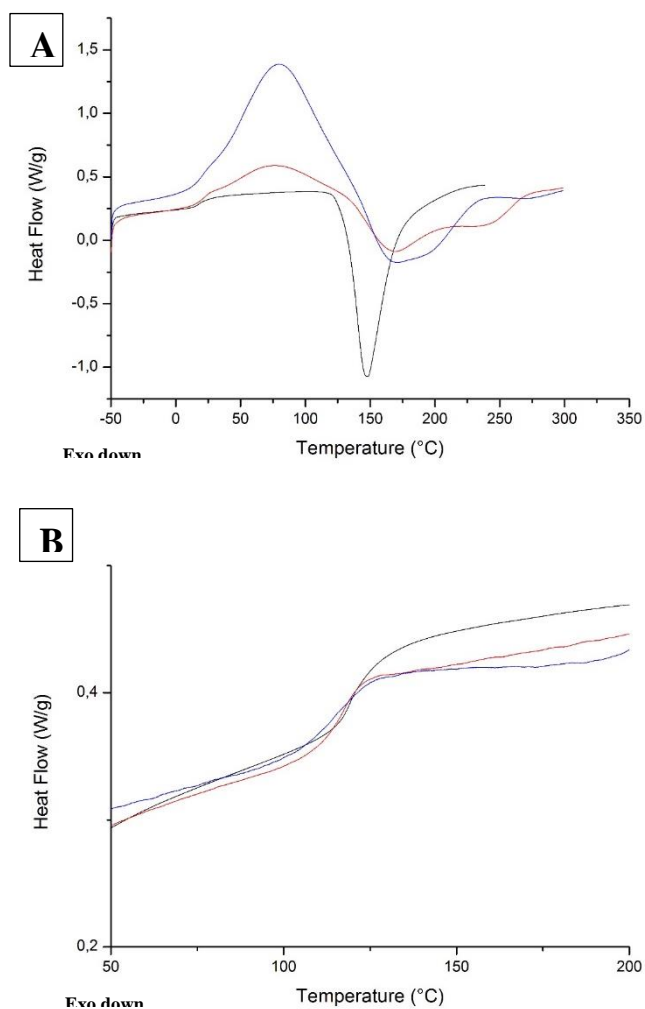 A
1,5
1,0
0,5
0,0
-0,5
-1,0
Heat Flow (W/g)
-50 0 50 100 150 200 250 300 350
Temperature (°C)
Exo down
B
0,4
0,2
Heat Flow (W/g)
50 100 150 200
Temperature (°C)
Exo down